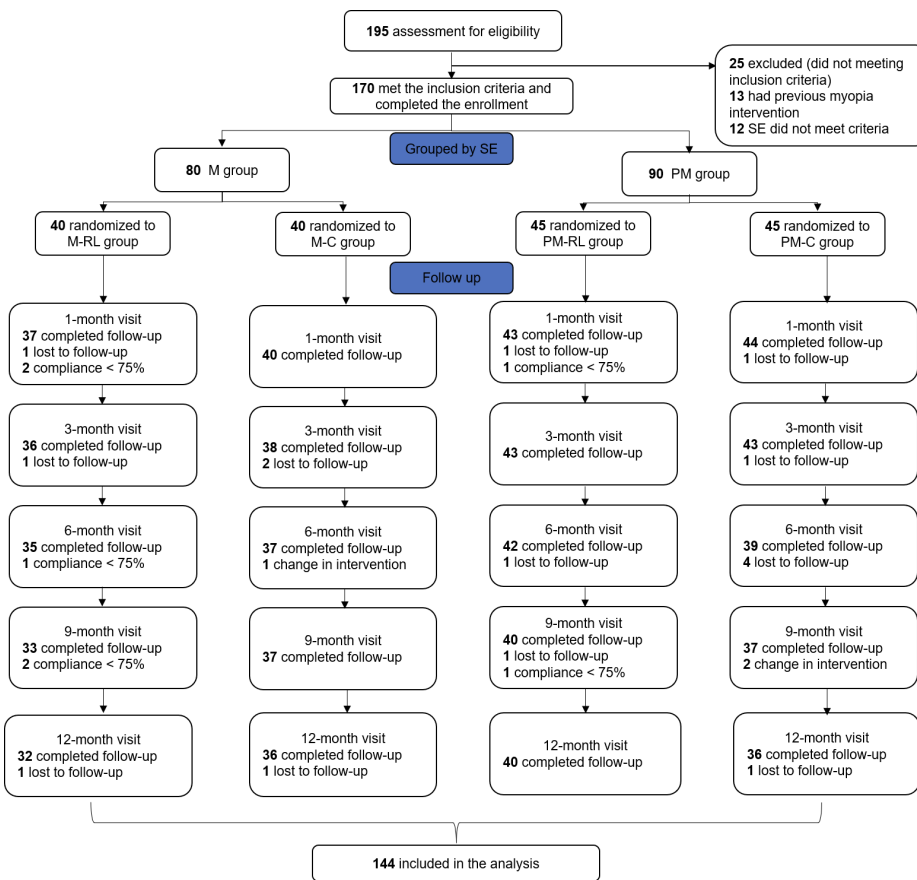 195 assessment for eligibility
25 excluded (did not meeting
inclusion criteria)
13 had previous myopia
intervention
12 SE did not meet criteria
170 met the inclusion criteria and
completed the enrollment
Grouped by SE
80 M group
90 PM group
40 randomized to
M-RL group
40 randomized to
M-C group
45 randomized to
PM-RL group
45 randomized to
PM-C group
Follow up
1-month visit
37 completed follow-up
1 lost to follow-up
2 compliance < 75%
1-month visit
40 completed follow-up
1-month visit
43 completed follow-up
1 lost to follow-up
1 compliance < 75%
1-month visit
44 completed follow-up
1 lost to follow-up
3-month visit
36 completed follow-up
1 lost to follow-up
3-month visit
38 completed follow-up
2 lost to follow-up
3-month visit
43 completed follow-up
3-month visit
43 completed follow-up
1 lost to follow-up
6-month visit
35 completed follow-up
1 compliance < 75%
6-month visit
37 completed follow-up
1 change in intervention
6-month visit
42 completed follow-up
1 lost to follow-up
6-month visit
39 completed follow-up
4 lost to follow-up
9-month visit
33 completed follow-up
2 compliance < 75%
9-month visit
37 completed follow-up
9-month visit
40 completed follow-up
1 lost to follow-up
1 compliance < 75%
9-month visit
37 completed follow-up
2 change in intervention
12-month visit
32 completed follow-up
1 lost to follow-up
12-month visit
36 completed follow-up
1 lost to follow-up
12-month visit
40 completed follow-up
12-month visit
36 completed follow-up
1 lost to follow-up
144 included in the analysis